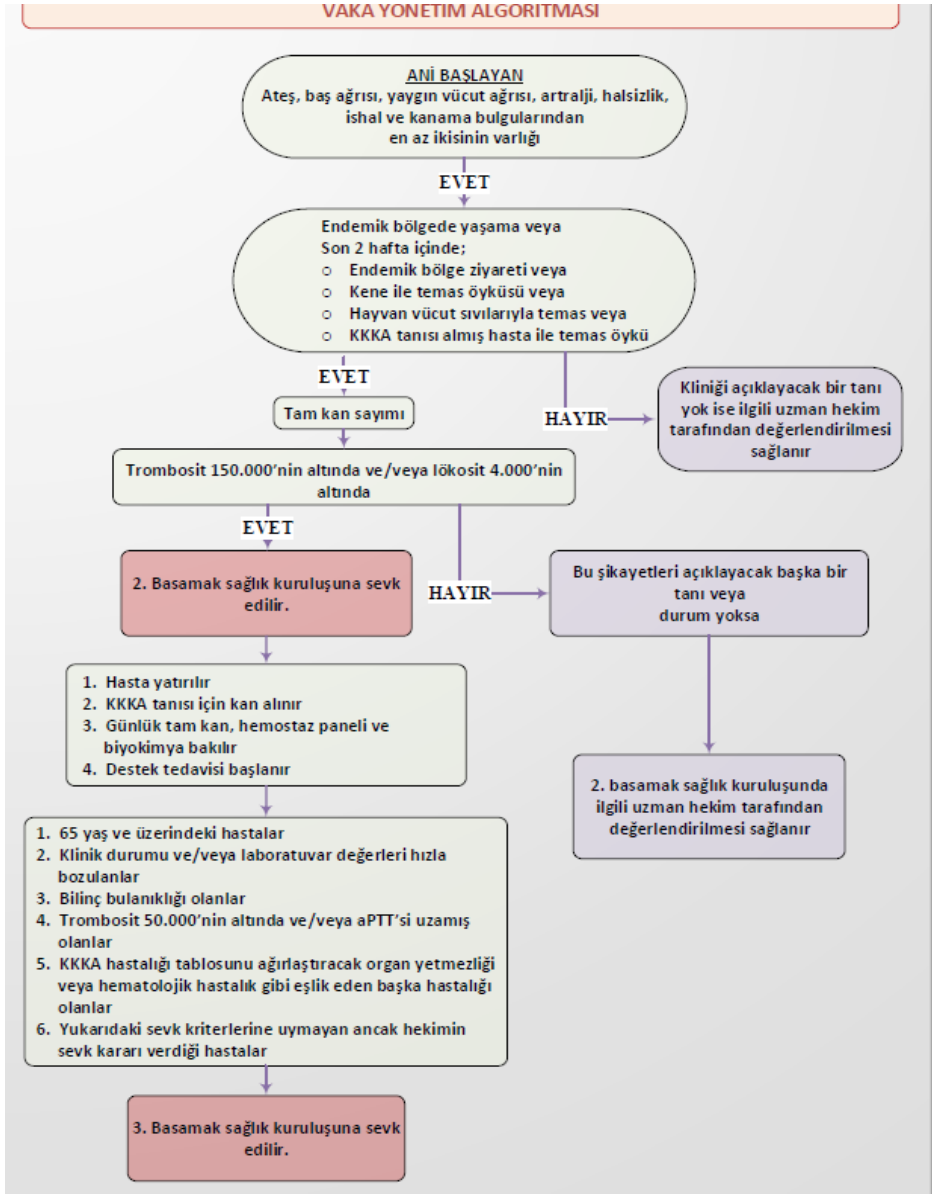 VAKA YÖNETİM ALGORİTMASI
ANİ BAŞLAYAN
Ateş, baş ağrısı, yaygın vücut ağrısı, artralji, halsizlik,
ishal ve kanama bulgularından
en az ikisinin varlığı
EVET
Endemik bölgede yaşama veya
Son 2 hafta içinde;
○ Endemik bölge ziyareti veya
○ Kene ile temas öyküsü veya
○ Hayvan vücut sıvılarıyla temas veya
○ KKKA tanısı almış hasta ile temas öykü
EVET
HAYIR
Kliniği açıklayacak bir tanı
yok ise ilgili uzman hekim
tarafından değerlendirilmesi
sağlanır
Tam kan sayımı
Trombosit 150.000’nin altında ve/veya lökosit 4.000’nin
altında
EVET
HAYIR
2. Basamak sağlık kuruluşuna sevk
edilir.
Bu şikayetleri açıklayacak başka bir
tanı veya
durum yoksa
1. Hasta yatırılır
2. KKKA tanısı için kan alınır
3. Günlük tam kan, hemostaz paneli ve
biyokimya bakılır
4. Destek tedavisi başlanır
2. basamak sağlık kuruluşunda
ilgili uzman hekim tarafından
değerlendirilmesi sağlanır
1. 65 yaş ve üzerindeki hastalar
2. Klinik durumu ve/veya laboratuvar değerleri hızla
bozulanlar
3. Bilinç bulanıklığı olanlar
4. Trombosit 50.000’nin altında ve/veya aPTT’si uzamış
olanlar
5. KKKA hastalığı tablosunu ağırlaştıracak organ yetmezliği
veya hematolojik hastalık gibi eşlik eden başka hastalığı
olanlar
6. Yukarıdaki sevk kriterlerine uymayan ancak hekimin
sevk kararı verdiği hastalar
3. Basamak sağlık kuruluşuna sevk
edilir.